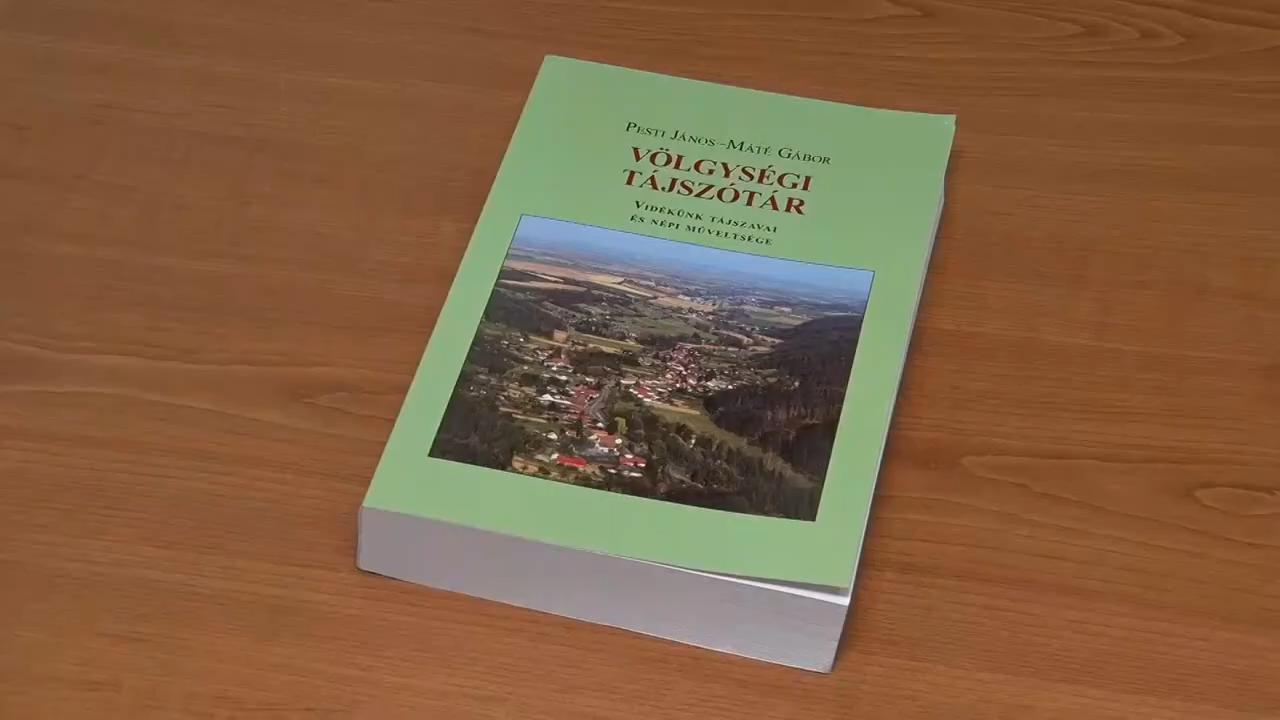 PESTI JÁNOS–MÁTÉ GÁBOR
VÖLGYSÉGI
TÁJSZÓTÁR
VIDÉKÜNK TÁJSZAVAI
ÉS NÉPI MŰVELTSÉGE